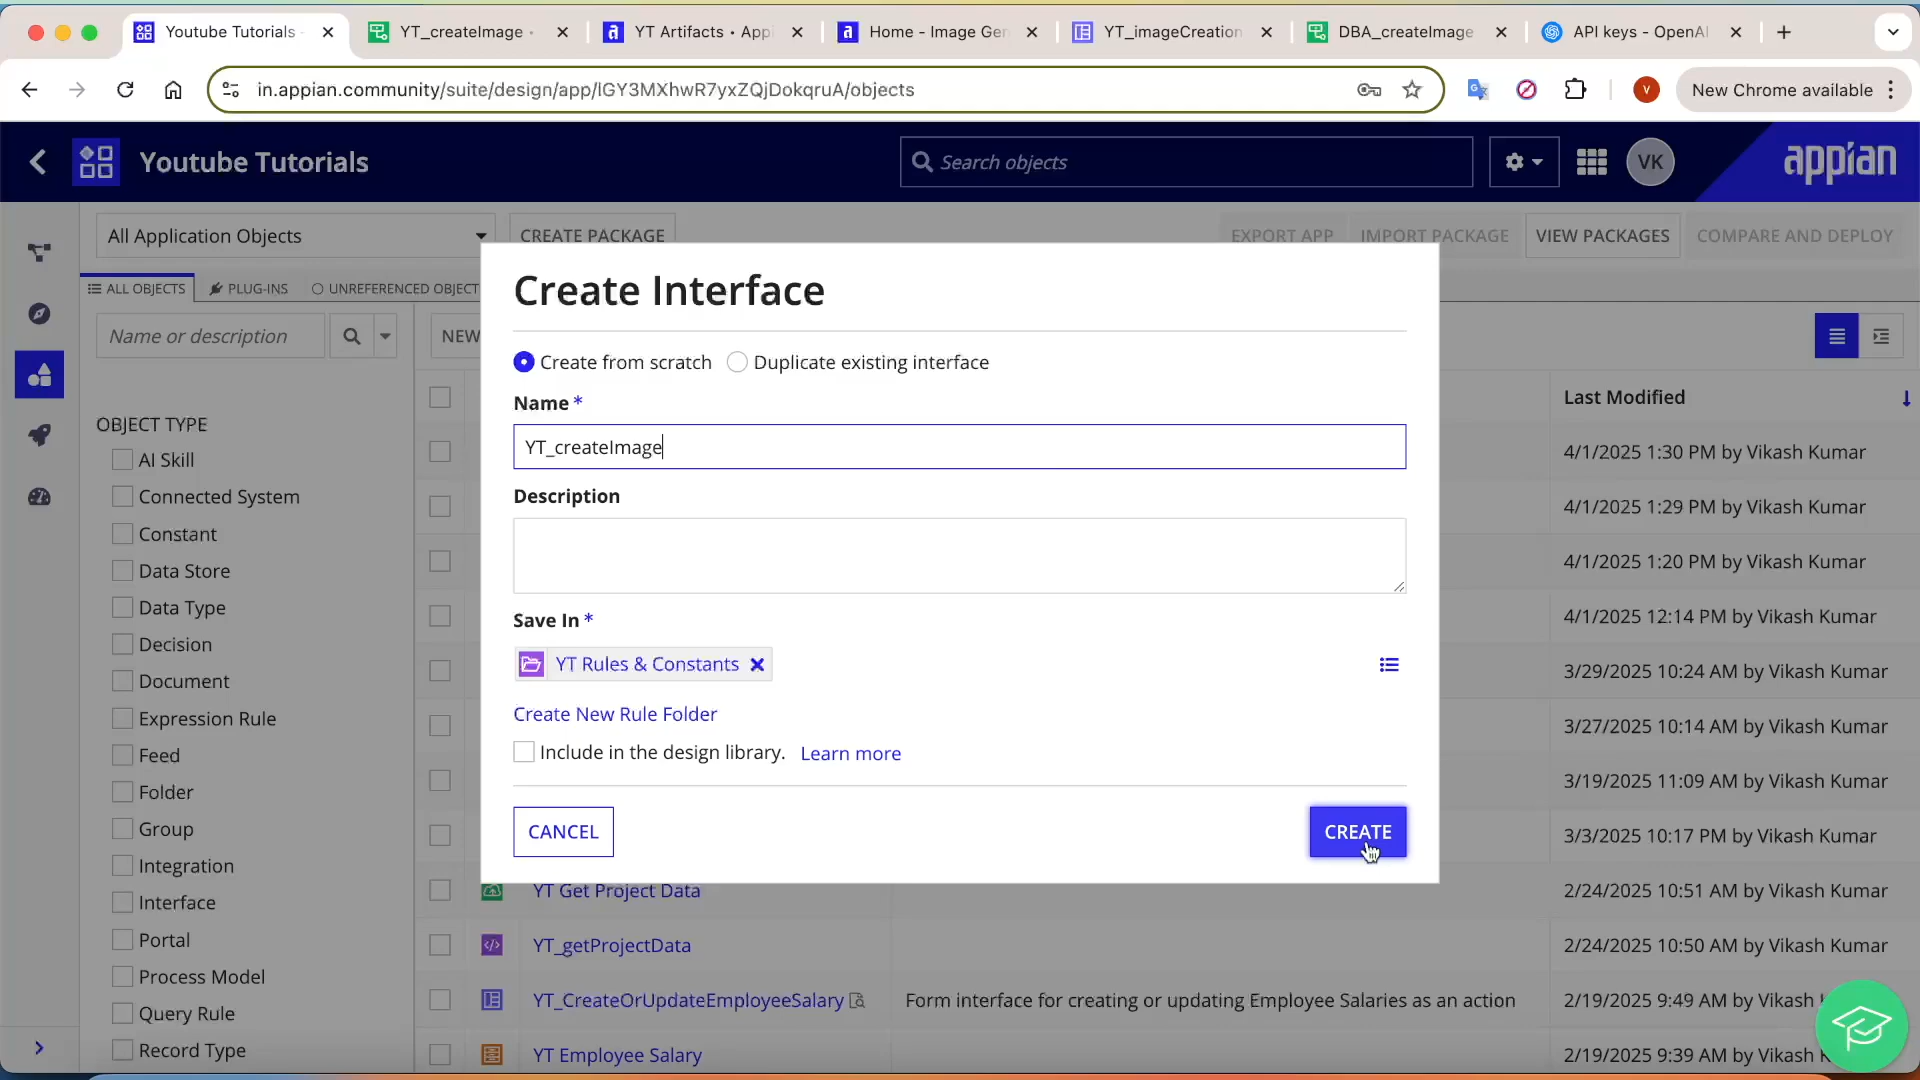 Youtube Tutorials -
YT_createImage
YT Artifacts • Appi
Home - Image Gen
YT_imageCreation
DBA_createImage
API keys - OpenAI
in.appian.community/suite/design/app/lGY3MXhwR7yxZQjDokqruA/objects
V
New Chrome available
Youtube Tutorials
Search objects
VK
appian
All Application Objects
CREATE PACKAGE
EXPORT APP
IMPORT PACKAGE
VIEW PACKAGES
COMPARE AND DEPLOY
ALL OBJECTS
PLUG-INS
UNREFERENCED OBJECT
Name or description
NEW
Last Modified
OBJECT TYPE
AI Skill
Connected System
Constant
Data Store
Data Type
Decision
Document
Expression Rule
Feed
Folder
Group
Integration
Interface
Portal
Process Model
Query Rule
Record Type
Create Interface
Create from scratch
Duplicate existing interface
Name *
YT_createImage
Description
Save In *
YT Rules & Constants
Create New Rule Folder
Include in the design library. Learn more
CANCEL
CREATE
4/1/2025 1:30 PM by Vikash Kumar
4/1/2025 1:29 PM by Vikash Kumar
4/1/2025 1:20 PM by Vikash Kumar
4/1/2025 12:14 PM by Vikash Kumar
3/29/2025 10:24 AM by Vikash Kumar
3/27/2025 10:14 AM by Vikash Kumar
3/19/2025 11:09 AM by Vikash Kumar
3/3/2025 10:17 PM by Vikash Kumar
YT Get Project Data
2/24/2025 10:51 AM by Vikash Kumar
YT_getProjectData
2/24/2025 10:50 AM by Vikash Kumar
YT_CreateOrUpdateEmployeeSalary
Form interface for creating or updating Employee Salaries as an action
2/19/2025 9:49 AM by Vikash
YT Employee Salary
2/19/2025 9:39 AM by Vikash